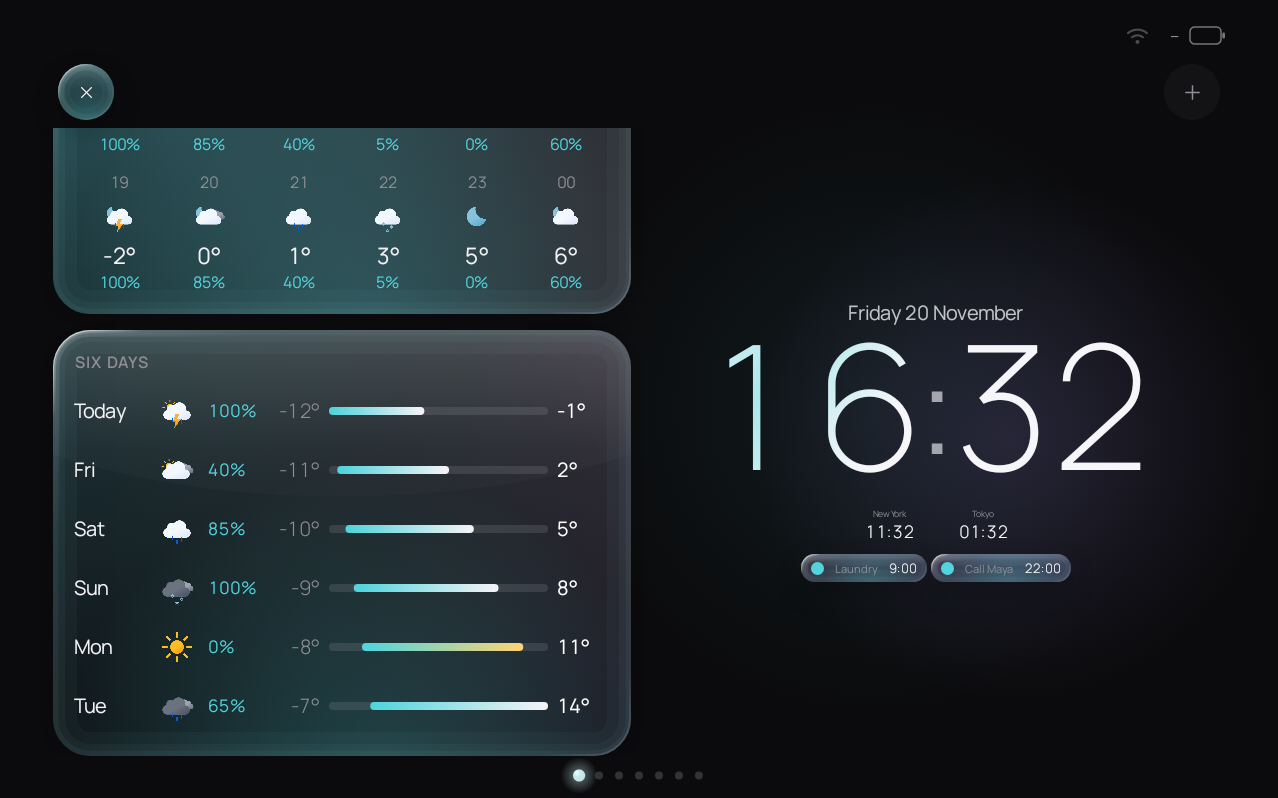 –
100% 85% 40% 5% 0% 60%
19 20 21 22 23 00
-2° 0° 1° 3° 5° 6°
100% 85% 40% 5% 0% 60%
SIX DAYS
Today 100% -12° -1°
Fri 40% -11° 2°
Sat 85% -10° 5°
Sun 100% -9° 8°
Mon 0% -8° 11°
Tue 65% -7° 14°
Friday 20 November
16:32
New York Tokyo
11:32 01:32
Laundry 9:00 Call Maya 22:00